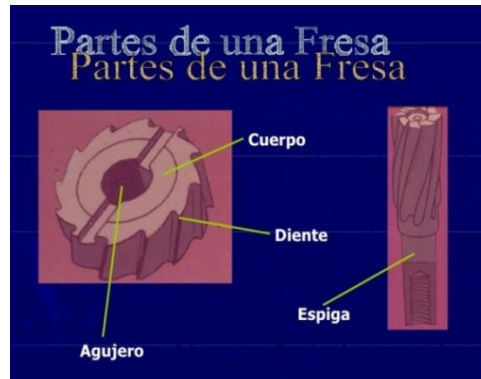 Partes de una Fresa
Partes de una Fresa
Cuerpo
Diente
Espiga
Agujero